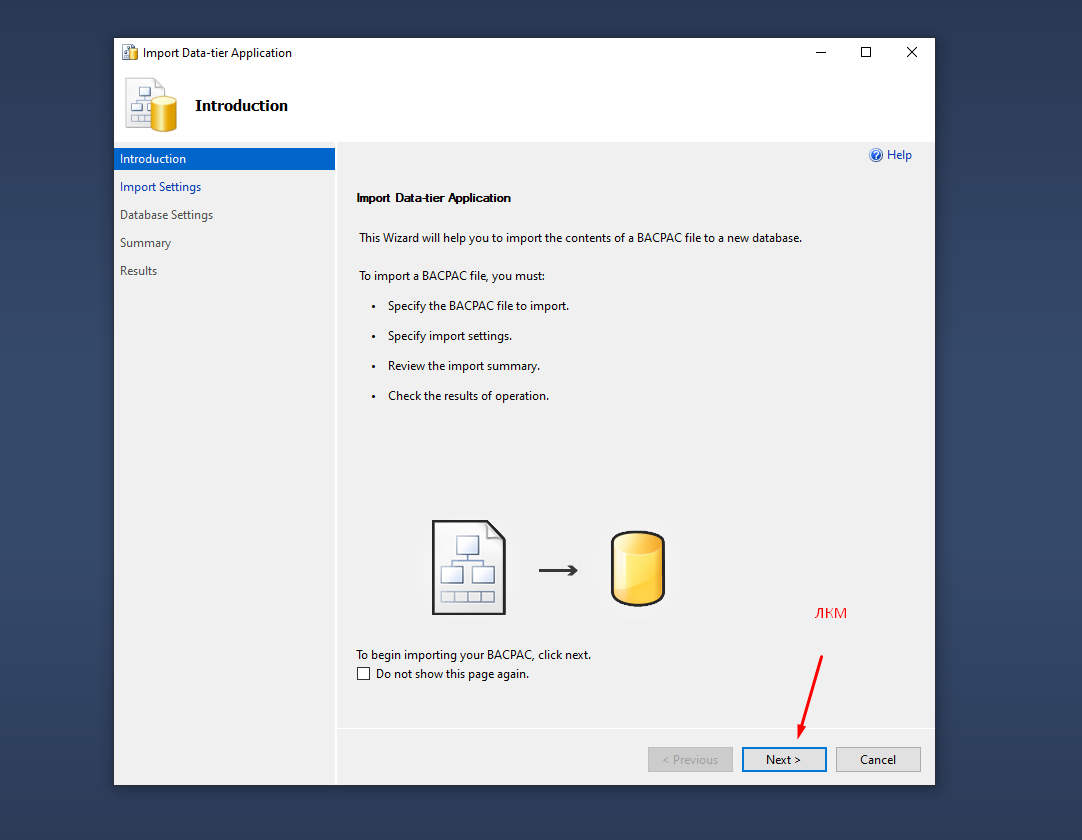 Import Data-tier Application
Introduction
Introduction
Import Settings
Database Settings
Summary
Results
Help
Import Data-tier Application
This Wizard will help you to import the contents of a BACPAC file to a new database.
To import a BACPAC file, you must:
• Specify the BACPAC file to import.
• Specify import settings.
• Review the import summary.
• Check the results of operation.
ЛКМ
To begin importing your BACPAC, click next.
Do not show this page again.
< Previous
Next >
Cancel